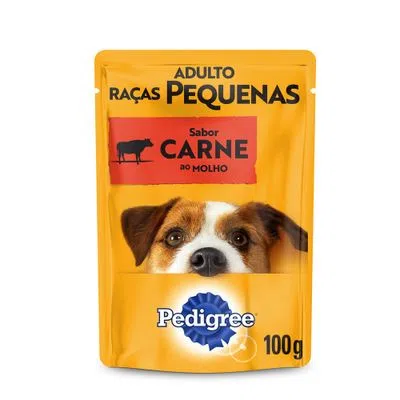 ADULTO
RAÇAS PEQUENAS
Sabor
CARNE
AO MOLHO
Pedigree
100g